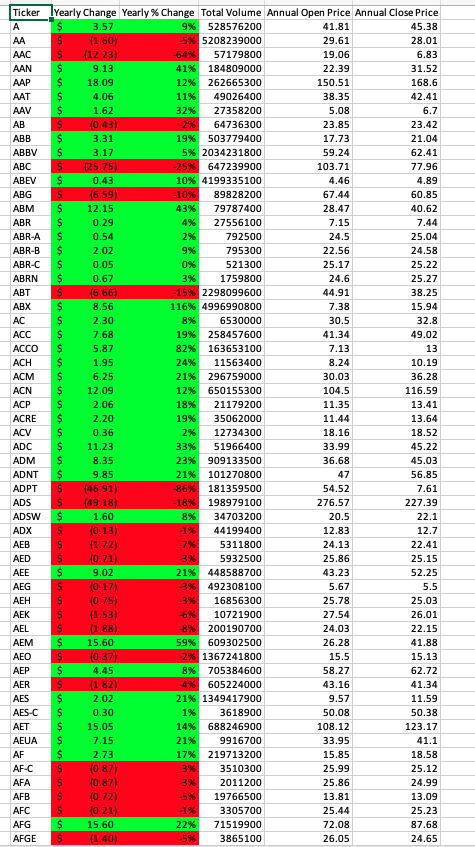 Ticker Yearly Change Yearly % Change Total Volume Annual Open Price Annual Close Price
A $ 3.57 9% 528576200 41.81 45.38
AA $ (1.60) -5% 5208239000 29.61 28.01
AAC $ (12.23) -64% 57179800 19.06 6.83
AAN $ 9.13 41% 184809000 22.39 31.52
AAP $ 18.09 12% 262665300 150.51 168.6
AAT $ 4.06 11% 49026400 38.35 42.41
AAV $ 1.62 32% 27358200 5.08 6.7
AB $ (0.43) -2% 64736300 23.85 23.42
ABB $ 3.31 19% 503779400 17.73 21.04
ABBV $ 3.17 5% 2034231800 59.24 62.41
ABC $ (25.75) -25% 647239900 103.71 77.96
ABEV $ 0.43 10% 4199335100 4.46 4.89
ABG $ (6.59) -10% 89828200 67.44 60.85
ABM $ 12.15 43% 79787400 28.47 40.62
ABR $ 0.29 4% 27556100 7.15 7.44
ABR-A $ 0.54 2% 792500 24.5 25.04
ABR-B $ 2.02 9% 795300 22.56 24.58
ABR-C $ 0.05 0% 521300 25.17 25.22
ABRN $ 0.67 3% 1759800 24.6 25.27
ABT $ (6.66) -15% 2298099600 44.91 38.25
ABX $ 8.56 116% 4996990800 7.38 15.94
AC $ 2.30 8% 6530000 30.5 32.8
ACC $ 7.68 19% 258457600 41.34 49.02
ACCO $ 5.87 82% 163653100 7.13 13
ACH $ 1.95 24% 11563400 8.24 10.19
ACM $ 6.25 21% 296759000 30.03 36.28
ACN $ 12.09 12% 650155300 104.5 116.59
ACP $ 2.06 18% 21179200 11.35 13.41
ACRE $ 2.20 19% 35062000 11.44 13.64
ACV $ 0.36 2% 12734300 18.16 18.52
ADC $ 11.23 33% 51966400 33.99 45.22
ADM $ 8.35 23% 909133500 36.68 45.03
ADNT $ 9.85 21% 101270800 47 56.85
ADPT $ (46.91) -86% 181359500 54.52 7.61
ADS $ (49.18) -18% 198979100 276.57 227.39
ADSW $ 1.60 8% 34703200 20.5 22.1
ADX $ (0.13) -1% 44199400 12.83 12.7
AEB $ (1.72) -7% 5311800 24.13 22.41
AED $ (0.71) -3% 5932500 25.86 25.15
AEE $ 9.02 21% 448588700 43.23 52.25
AEG $ (0.17) -3% 492308100 5.67 5.5
AEH $ (0.75) -3% 16856300 25.78 25.03
AEK $ (1.53) -6% 10721900 27.54 26.01
AEL $ (1.88) -8% 200190700 24.03 22.15
AEM $ 15.60 59% 609302500 26.28 41.88
AEO $ (0.37) -2% 1367241800 15.5 15.13
AEP $ 4.45 8% 705384600 58.27 62.72
AER $ (1.82) -4% 605224000 43.16 41.34
AES $ 2.02 21% 1349417900 9.57 11.59
AES-C $ 0.30 1% 3618900 50.08 50.38
AET $ 15.05 14% 688246900 108.12 123.17
AEUA $ 7.15 21% 9916700 33.95 41.1
AF $ 2.73 17% 219713200 15.85 18.58
AF-C $ (0.87) -3% 3510300 25.99 25.12
AFA $ (0.87) -3% 2011200 25.86 24.99
AFB $ (0.72) -5% 19766500 13.81 13.09
AFC $ (0.21) -1% 3305700 25.44 25.23
AFG $ 15.60 22% 71519900 72.08 87.68
AFGE $ (1.40) -5% 3865100 26.05 24.65